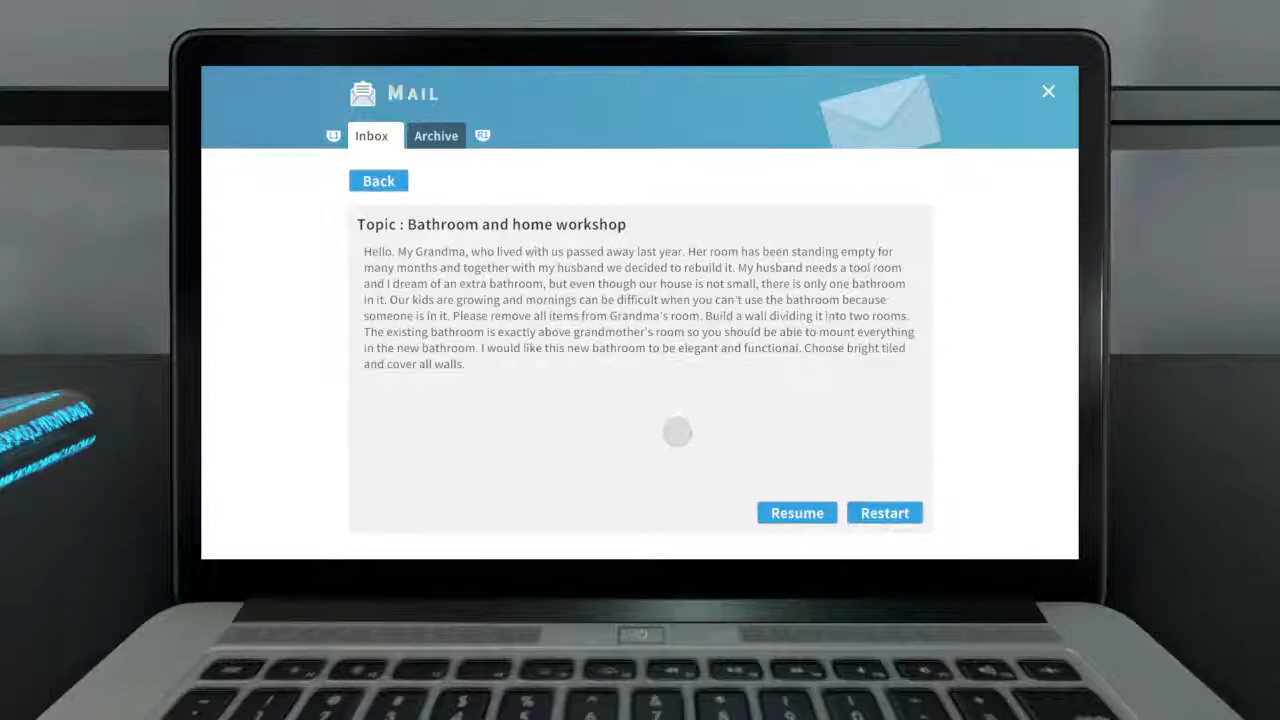 MAIL
L1 Inbox Archive R1
Back
Topic : Bathroom and home workshop
Hello. My Grandma, who lived with us passed away last year. Her room has been standing empty for
many months and together with my husband we decided to rebuild it. My husband needs a tool room
and I dream of an extra bathroom, but even though our house is not small, there is only one bathroom
in it. Our kids are growing and mornings can be difficult when you can't use the bathroom because
someone is in it. Please remove all items from Grandma's room. Build a wall dividing it into two rooms.
The existing bathroom is exactly above grandmother's room so you should be able to mount everything
in the new bathroom. I would like this new bathroom to be elegant and functional. Choose bright tiled
and cover all walls.
Resume Restart